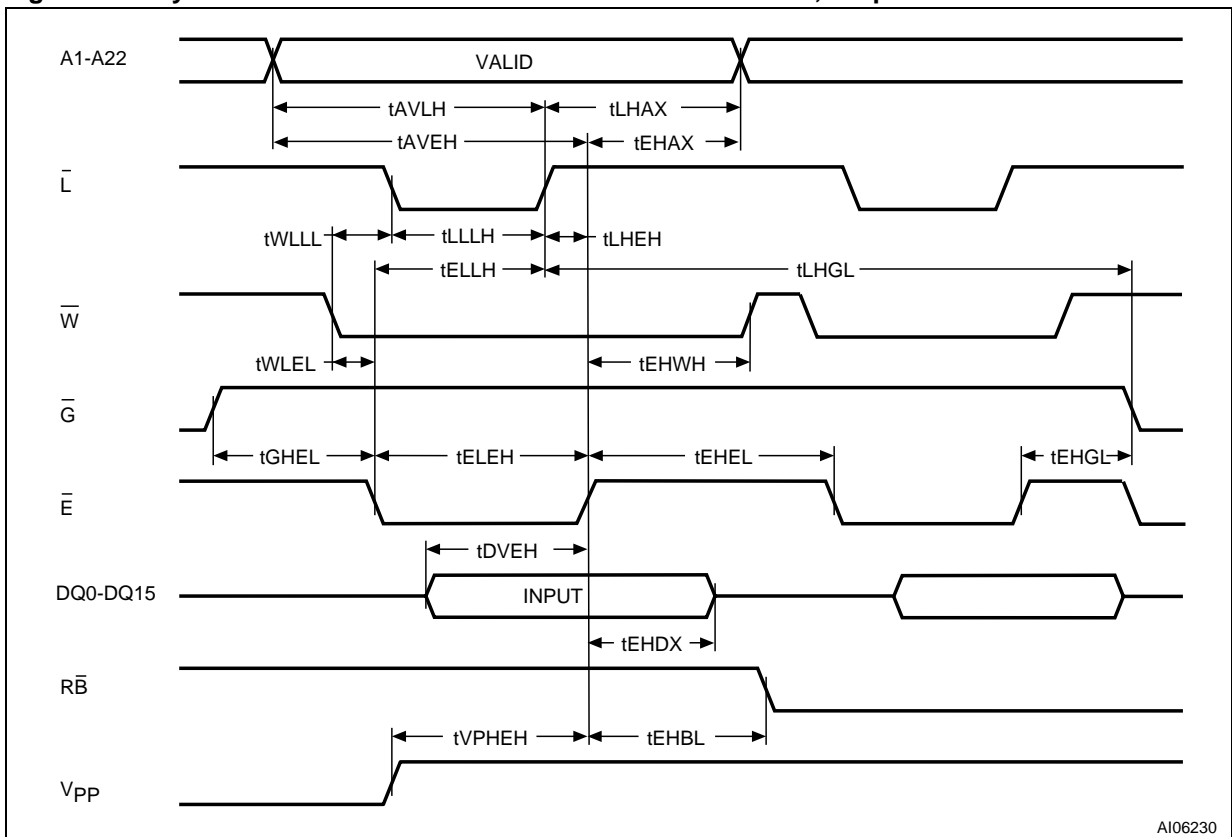 A1-A22
VALID
tAVLH
tLHAX
tAVEH
tEHAX
L̅
tWLLL
tLLLH
tLHEH
tELLH
tLHGL
W̅
tWLEL
tEHWH
G̅
tGHEL
tELEH
tEHEL
tEHGL
E̅
tDVEH
DQ0-DQ15
INPUT
tEHDX
RB̅
tVPHEH
tEHBL
VPP
AI06230